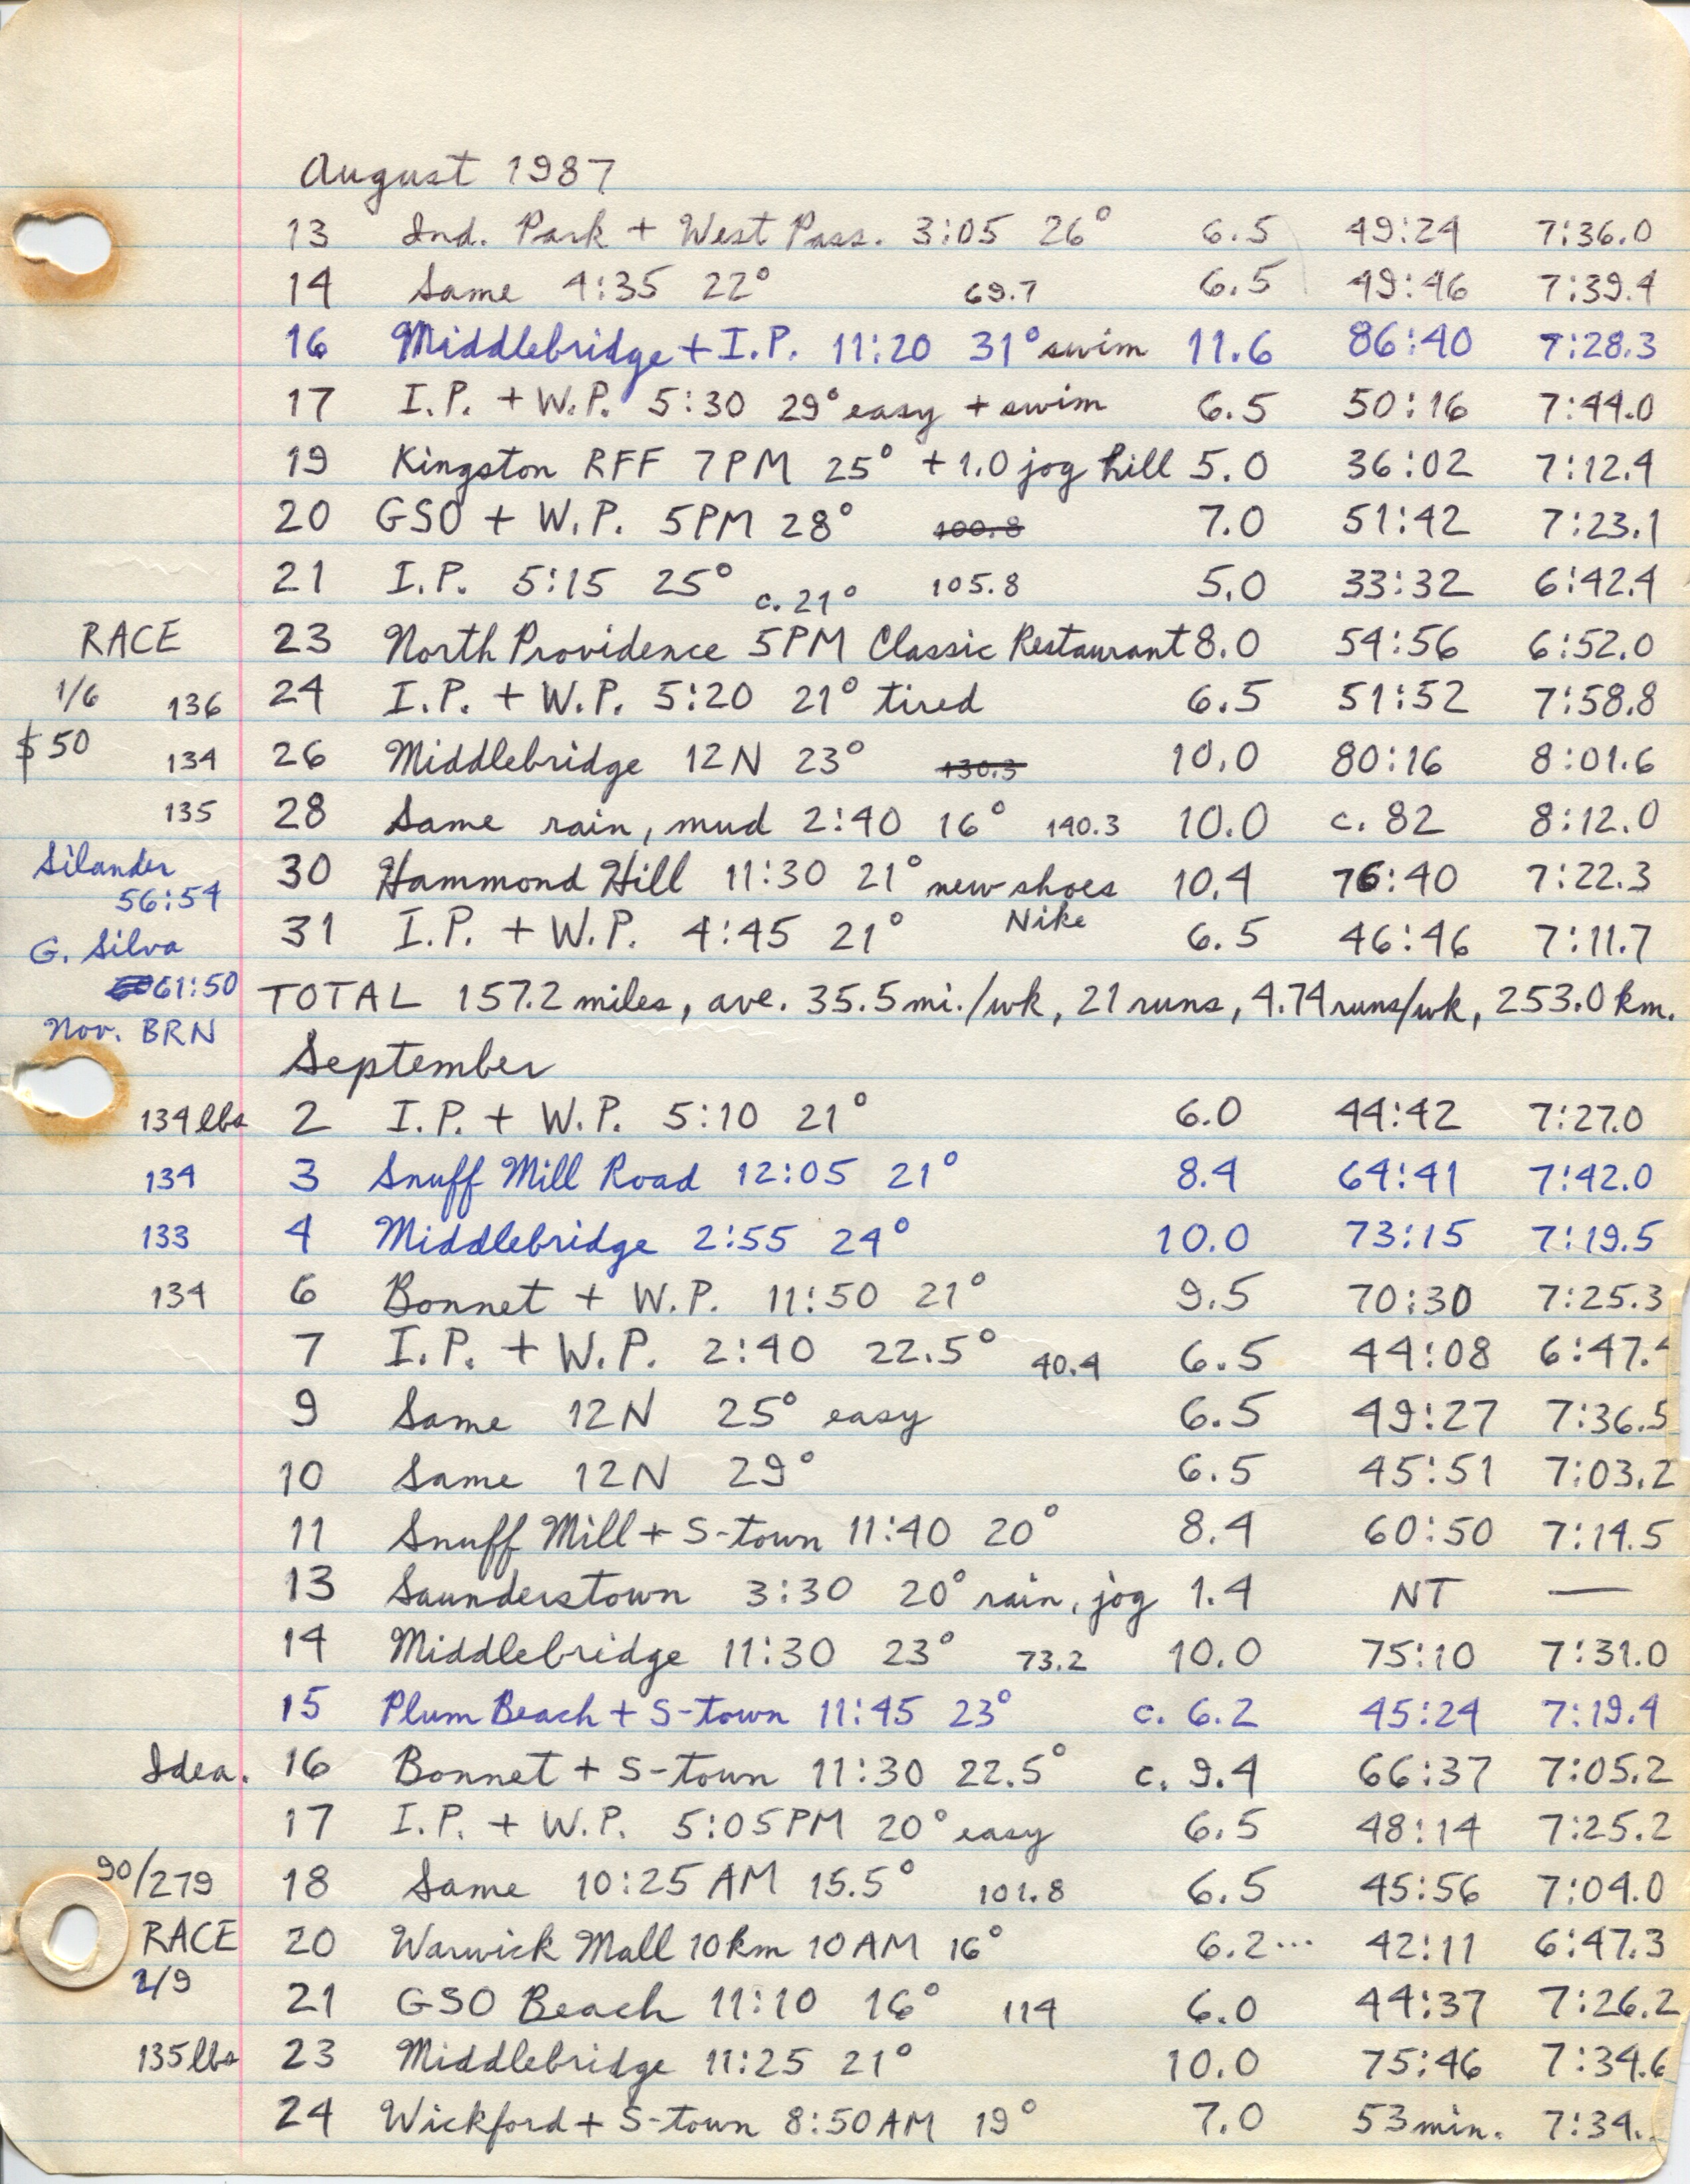 August 1987
13 Ind. Park + West Pass. 3:05 26° 6.5 49:24 7:36.0
14 Same 4:35 22° 69.7 6.5 49:46 7:39.4
16 Middlebridge + I.P. 11:20 31° swim 11.6 86:40 7:28.3
17 I.P. + W.P. 5:30 29° easy + swim 6.5 50:16 7:44.0
19 Kingston RFF 7PM 25° + 1.0 jog hill 5.0 36:02 7:12.4
20 GSO + W.P. 5PM 28° 100.8 7.0 51:42 7:23.1
21 I.P. 5:15 25° 105.8 5.0 33:32 6:42.4
c. 21°
RACE 23 North Providence 5PM Classic Restaurant 8.0 54:56 6:52.0
1/6 136 24 I.P. + W.P. 5:20 21° tired 6.5 51:52 7:58.8
$50 134 26 Middlebridge 12N 23° 130.3 10.0 80:16 8:01.6
135 28 Same rain, mud 2:40 16° 140.3 10.0 c. 82 8:12.0
Silander 30 Hammond Hill 11:30 21° new shoes 10.4 76:40 7:22.3
56:54
G. Silva 31 I.P. + W.P. 4:45 21° Nike 6.5 46:46 7:11.7
61:50 TOTAL 157.2 miles, ave. 35.5 mi./wk, 21 runs, 4.74 runs/wk, 253.0 km.
Nov. BRN
September
134 lbs 2 I.P. + W.P. 5:10 21° 6.0 44:42 7:27.0
134 3 Snuff Mill Road 12:05 21° 8.4 64:41 7:42.0
133 4 Middlebridge 2:55 24° 10.0 73:15 7:19.5
134 6 Bonnet + W.P. 11:50 21° 9.5 70:30 7:25.3
7 I.P. + W.P. 2:40 22.5° 40.4 6.5 44:08 6:47.4
9 Same 12N 25° easy 6.5 49:27 7:36.5
10 Same 12N 29° 6.5 45:51 7:03.2
11 Snuff Mill + S-town 11:40 20° 8.4 60:50 7:14.5
13 Saunderstown 3:30 20° rain, jog 1.4 NT —
14 Middlebridge 11:30 23° 73.2 10.0 75:10 7:31.0
15 Plum Beach + S-town 11:45 23° c. 6.2 45:24 7:19.4
Idea. 16 Bonnet + S-town 11:30 22.5° c. 9.4 66:37 7:05.2
17 I.P. + W.P. 5:05PM 20° easy 6.5 48:14 7:25.2
90/279 18 Same 10:25 AM 15.5° 101.8 6.5 45:56 7:04.0
RACE 20 Warwick Mall 10km 10AM 16° 6.2... 42:11 6:47.3
2/9 21 GSO Beach 11:10 16° 114 6.0 44:37 7:26.2
135 lbs 23 Middlebridge 11:25 21° 10.0 75:46 7:34.6
24 Wickford + S-town 8:50 AM 19° 7.0 53 min. 7:34.